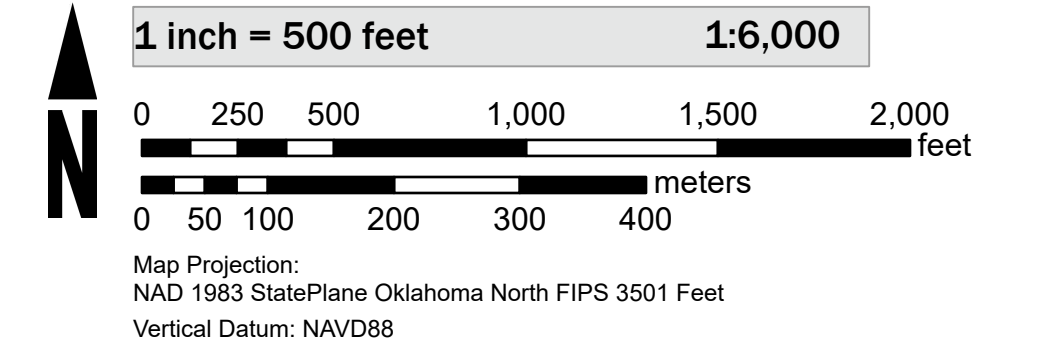 1 inch = 500 feet 1:6,000
0 250 500 1,000 1,500 2,000
feet
meters
0 50 100 200 300 400
N
Map Projection:
NAD 1983 StatePlane Oklahoma North FIPS 3501 Feet
Vertical Datum: NAVD88